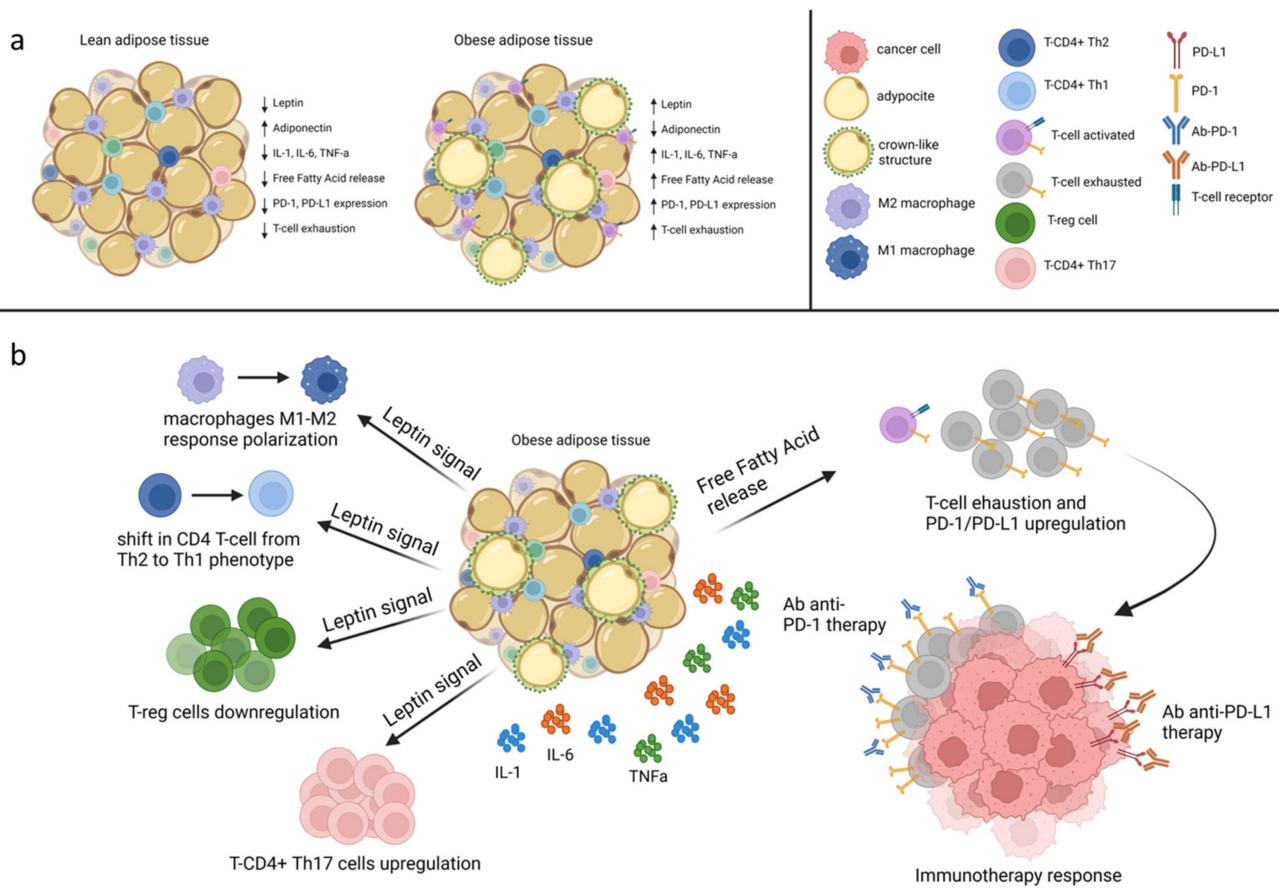 a
Lean adipose tissue
Leptin
Adiponectin
IL-1, IL-6, TNF-a
Free Fatty Acid release
PD-1, PD-L1 expression
T-cell exhaustion
Obese adipose tissue
Leptin
Adiponectin
IL-1, IL-6, TNF-a
Free Fatty Acid release
PD-1, PD-L1 expression
T-cell exhaustion
cancer cell
adypocite
crown-like
structure
M2 macrophage
M1 macrophage
T-CD4+ Th2
T-CD4+ Th1
T-cell activated
T-cell exhausted
T-reg cell
T-CD4+ Th17
PD-L1
PD-1
Ab-PD-1
Ab-PD-L1
T-cell receptor
b
macrophages M1-M2
response polarization
Leptin signal
shift in CD4 T-cell from
Th2 to Th1 phenotype
Leptin signal
T-reg cells downregulation
Leptin signal
T-CD4+ Th17 cells upregulation
Leptin signal
Obese adipose tissue
IL-1
IL-6
TNFa
Free Fatty Acid
release
T-cell ehaustion and
PD-1/PD-L1 upregulation
Ab anti-
PD-1 therapy
Ab anti-PD-L1
therapy
Immunotherapy response